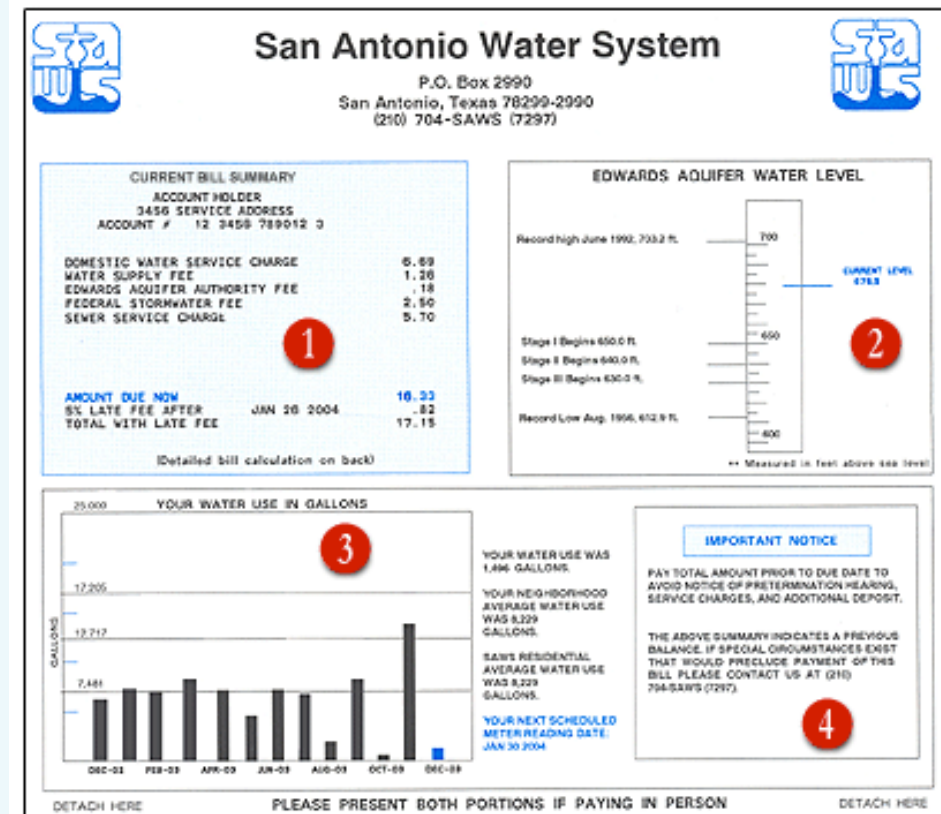 San Antonio Water System
P.O. Box 2990
San Antonio, Texas 78299-2990
(210) 704-SAWS (7297)
CURRENT BILL SUMMARY
ACCOUNT HOLDER
3456 SERVICE ADDRESS
ACCOUNT # 12 3456 789012 3
DOMESTIC WATER SERVICE CHARGE 6.69
WATER SUPPLY FEE 1.26
EDWARDS AQUIFER AUTHORITY FEE .18
FEDERAL STORMWATER FEE 2.50
SEWER SERVICE CHARGE 5.70
1
AMOUNT DUE NOW 16.33
5% LATE FEE AFTER JAN 26 2004 .82
TOTAL WITH LATE FEE 17.15
(Detailed bill calculation on back)
EDWARDS AQUIFER WATER LEVEL
Record high June 1992, 703.2 ft.
700
CURRENT LEVEL
Stage I Begins 650.0 ft.
650
Stage II Begins 640.0 ft.
Stage III Begins 630.0 ft.
Record Low Aug. 1956, 612.9 ft.
600
2
** Measured in feet above sea level
YOUR WATER USE IN GALLONS
25,000
17,205
12,717
7,481
GALLONS
3
DEC-02 FEB-03 APR-03 JUN-03 AUG-03 OCT-03 DEC-03
YOUR WATER USE WAS
1,496 GALLONS.
YOUR NEIGHBORHOOD
AVERAGE WATER USE
WAS 8,229
GALLONS.
SAWS RESIDENTIAL
AVERAGE WATER USE
WAS 8,229
GALLONS.
YOUR NEXT SCHEDULED
METER READING DATE:
JAN 30 2004
IMPORTANT NOTICE
PAY TOTAL AMOUNT PRIOR TO DUE DATE TO
AVOID NOTICE OF PRETERMINATION HEARING,
SERVICE CHARGES, AND ADDITIONAL DEPOSIT.
THE ABOVE SUMMARY INDICATES A PREVIOUS
BALANCE. IF SPECIAL CIRCUMSTANCES EXIST
THAT WOULD PRECLUDE PAYMENT OF THIS
BILL PLEASE CONTACT US AT (210)
704-SAWS (7297).
4
DETACH HERE
PLEASE PRESENT BOTH PORTIONS IF PAYING IN PERSON
DETACH HERE